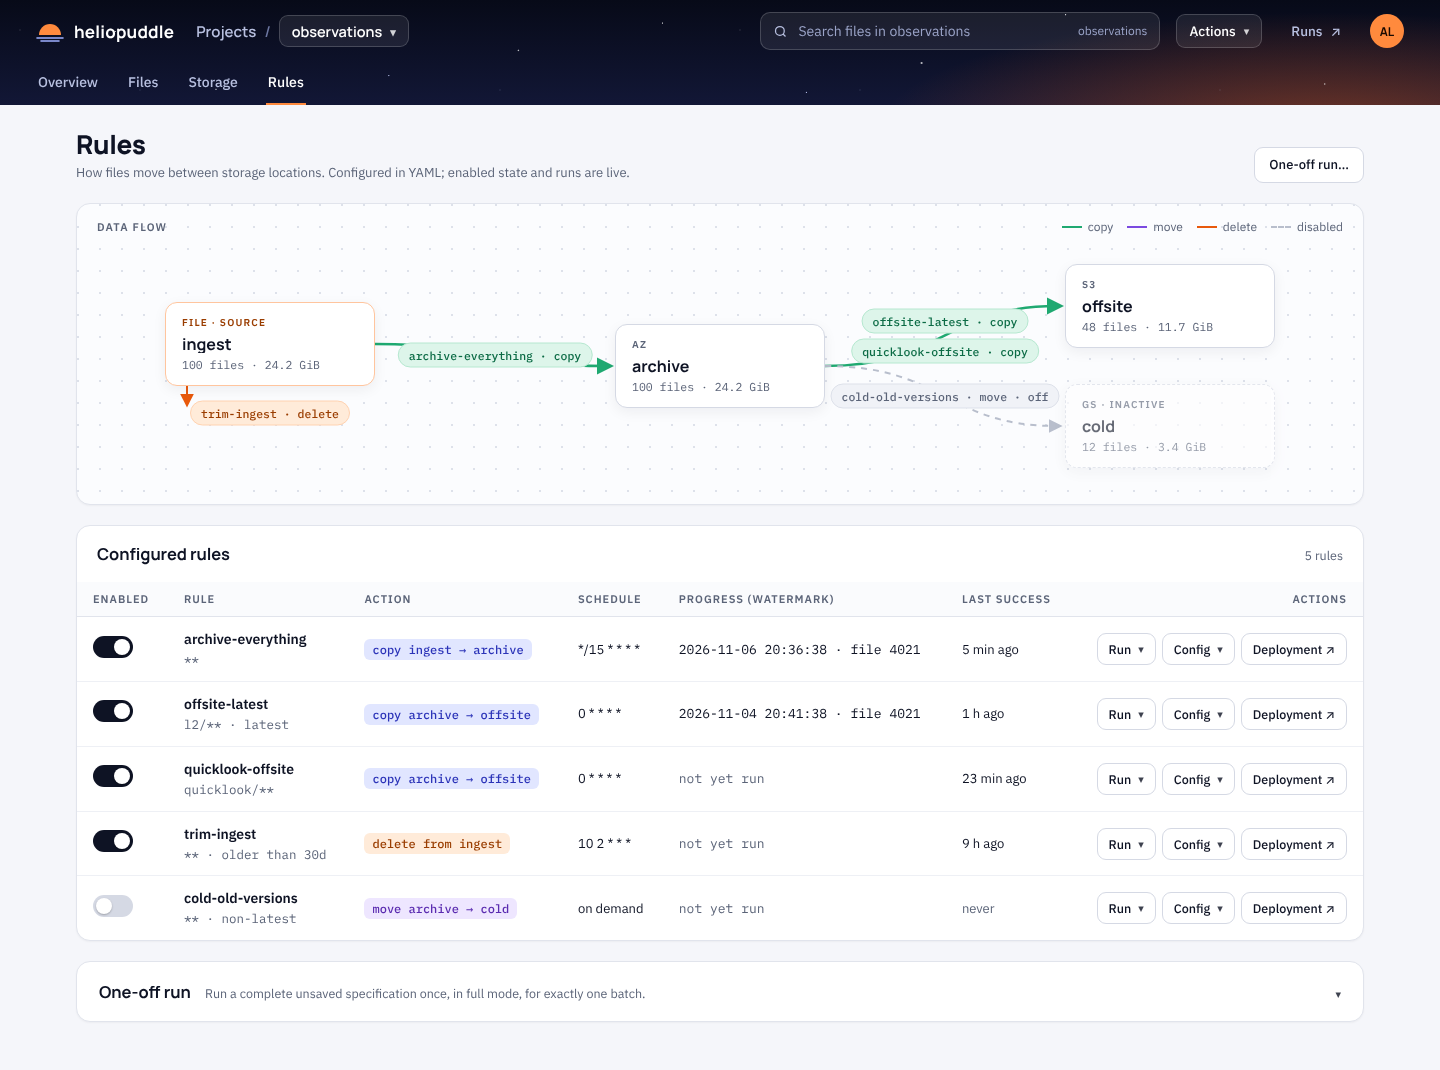 heliopuddle Projects / observations ▾ Search files in observations observations Actions ▾ Runs ↗ AL
Overview Files Storage Rules
Rules
How files move between storage locations. Configured in YAML; enabled state and runs are live.
One-off run...
DATA FLOW
copy move delete disabled
FILE · SOURCE
ingest
100 files · 24.2 GiB
archive-everything · copy
trim-ingest · delete
AZ
archive
100 files · 24.2 GiB
offsite-latest · copy
quicklook-offsite · copy
cold-old-versions · move · off
S3
offsite
48 files · 11.7 GiB
GS · INACTIVE
cold
12 files · 3.4 GiB
Configured rules 5 rules
ENABLED RULE ACTION SCHEDULE PROGRESS (WATERMARK) LAST SUCCESS ACTIONS
archive-everything
**
copy ingest → archive */15 * * * * 2026-11-06 20:36:38 · file 4021 5 min ago Run ▾ Config ▾ Deployment ↗
offsite-latest
l2/** · latest
copy archive → offsite 0 * * * * 2026-11-04 20:41:38 · file 4021 1 h ago Run ▾ Config ▾ Deployment ↗
quicklook-offsite
quicklook/**
copy archive → offsite 0 * * * * not yet run 23 min ago Run ▾ Config ▾ Deployment ↗
trim-ingest
** · older than 30d
delete from ingest 10 2 * * * not yet run 9 h ago Run ▾ Config ▾ Deployment ↗
cold-old-versions
** · non-latest
move archive → cold on demand not yet run never Run ▾ Config ▾ Deployment ↗
One-off run Run a complete unsaved specification once, in full mode, for exactly one batch. ▾